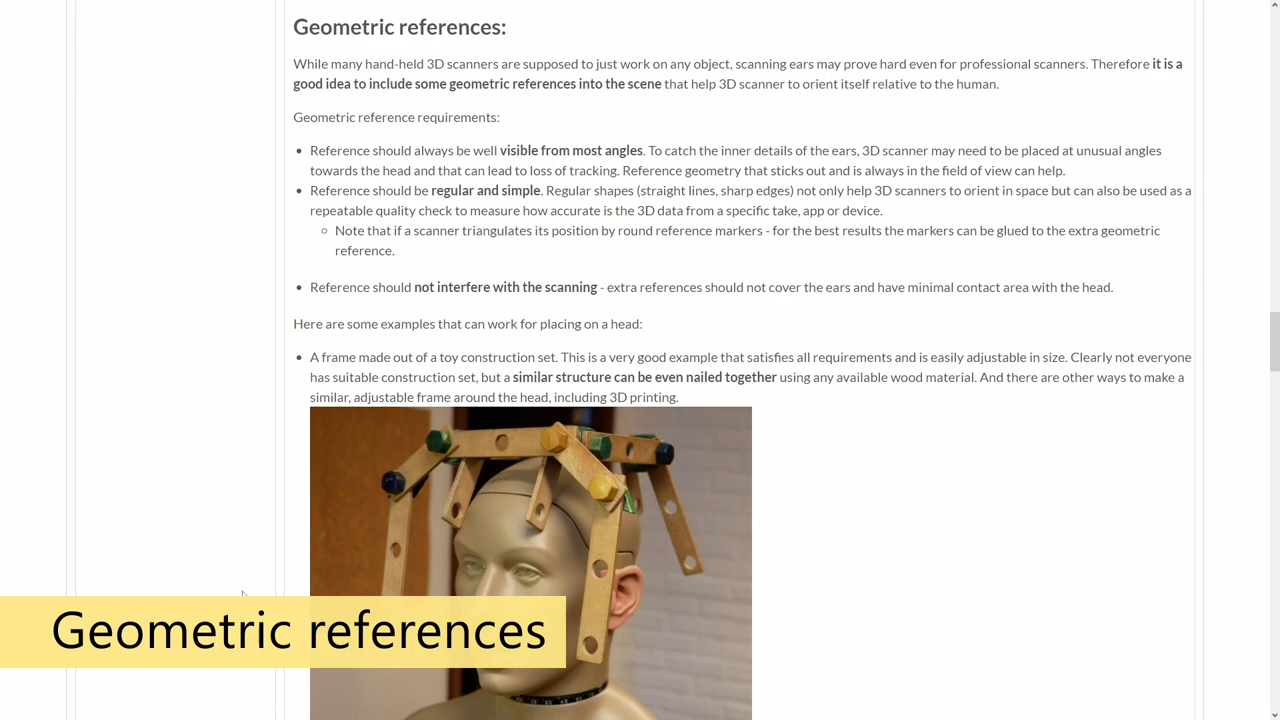 Geometric references:
While many hand-held 3D scanners are supposed to just work on any object, scanning ears may prove hard even for professional scanners. Therefore it is a
good idea to include some geometric references into the scene that help 3D scanner to orient itself relative to the human.
Geometric reference requirements:
• Reference should always be well visible from most angles. To catch the inner details of the ears, 3D scanner may need to be placed at unusual angles
towards the head and that can lead to loss of tracking. Reference geometry that sticks out and is always in the field of view can help.
• Reference should be regular and simple. Regular shapes (straight lines, sharp edges) not only help 3D scanners to orient in space but can also be used as a
repeatable quality check to measure how accurate is the 3D data from a specific take, app or device.
◦ Note that if a scanner triangulates its position by round reference markers - for the best results the markers can be glued to the extra geometric
reference.
• Reference should not interfere with the scanning - extra references should not cover the ears and have minimal contact area with the head.
Here are some examples that can work for placing on a head:
• A frame made out of a toy construction set. This is a very good example that satisfies all requirements and is easily adjustable in size. Clearly not everyone
has suitable construction set, but a similar structure can be even nailed together using any available wood material. And there are other ways to make a
similar, adjustable frame around the head, including 3D printing.
Geometric references